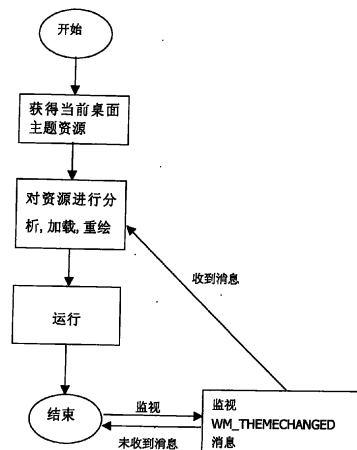 开始
获得当前桌面
主题资源
对资源进行分
析,加载,重绘
收到消息
运行
结束
监视
未收到消息
监视
WM_THEMECHANGED
消息